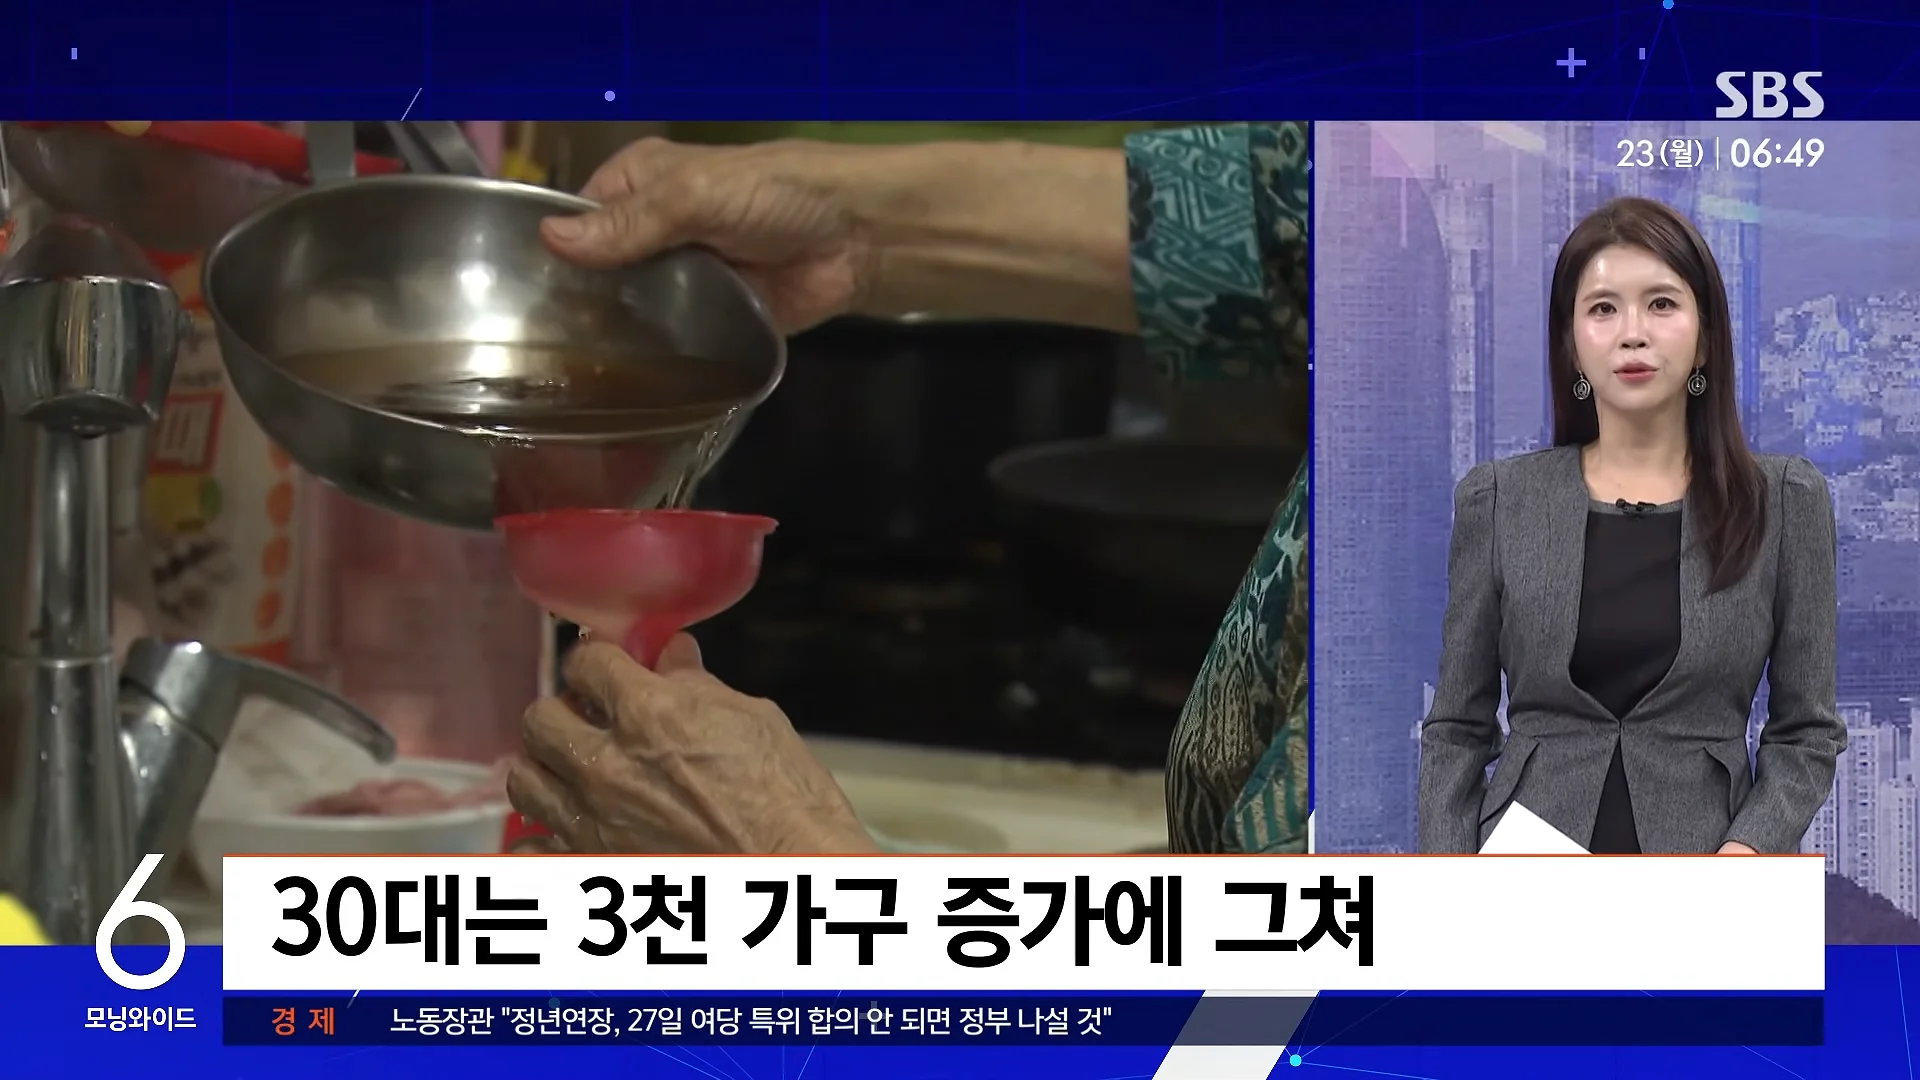 SBS
23(월) | 06:49
30대는 3천 가구 증가에 그쳐
6
모닝와이드
경제 노동장관 "정년연장, 27일 여당 특위 합의 안 되면 정부 나설 것"